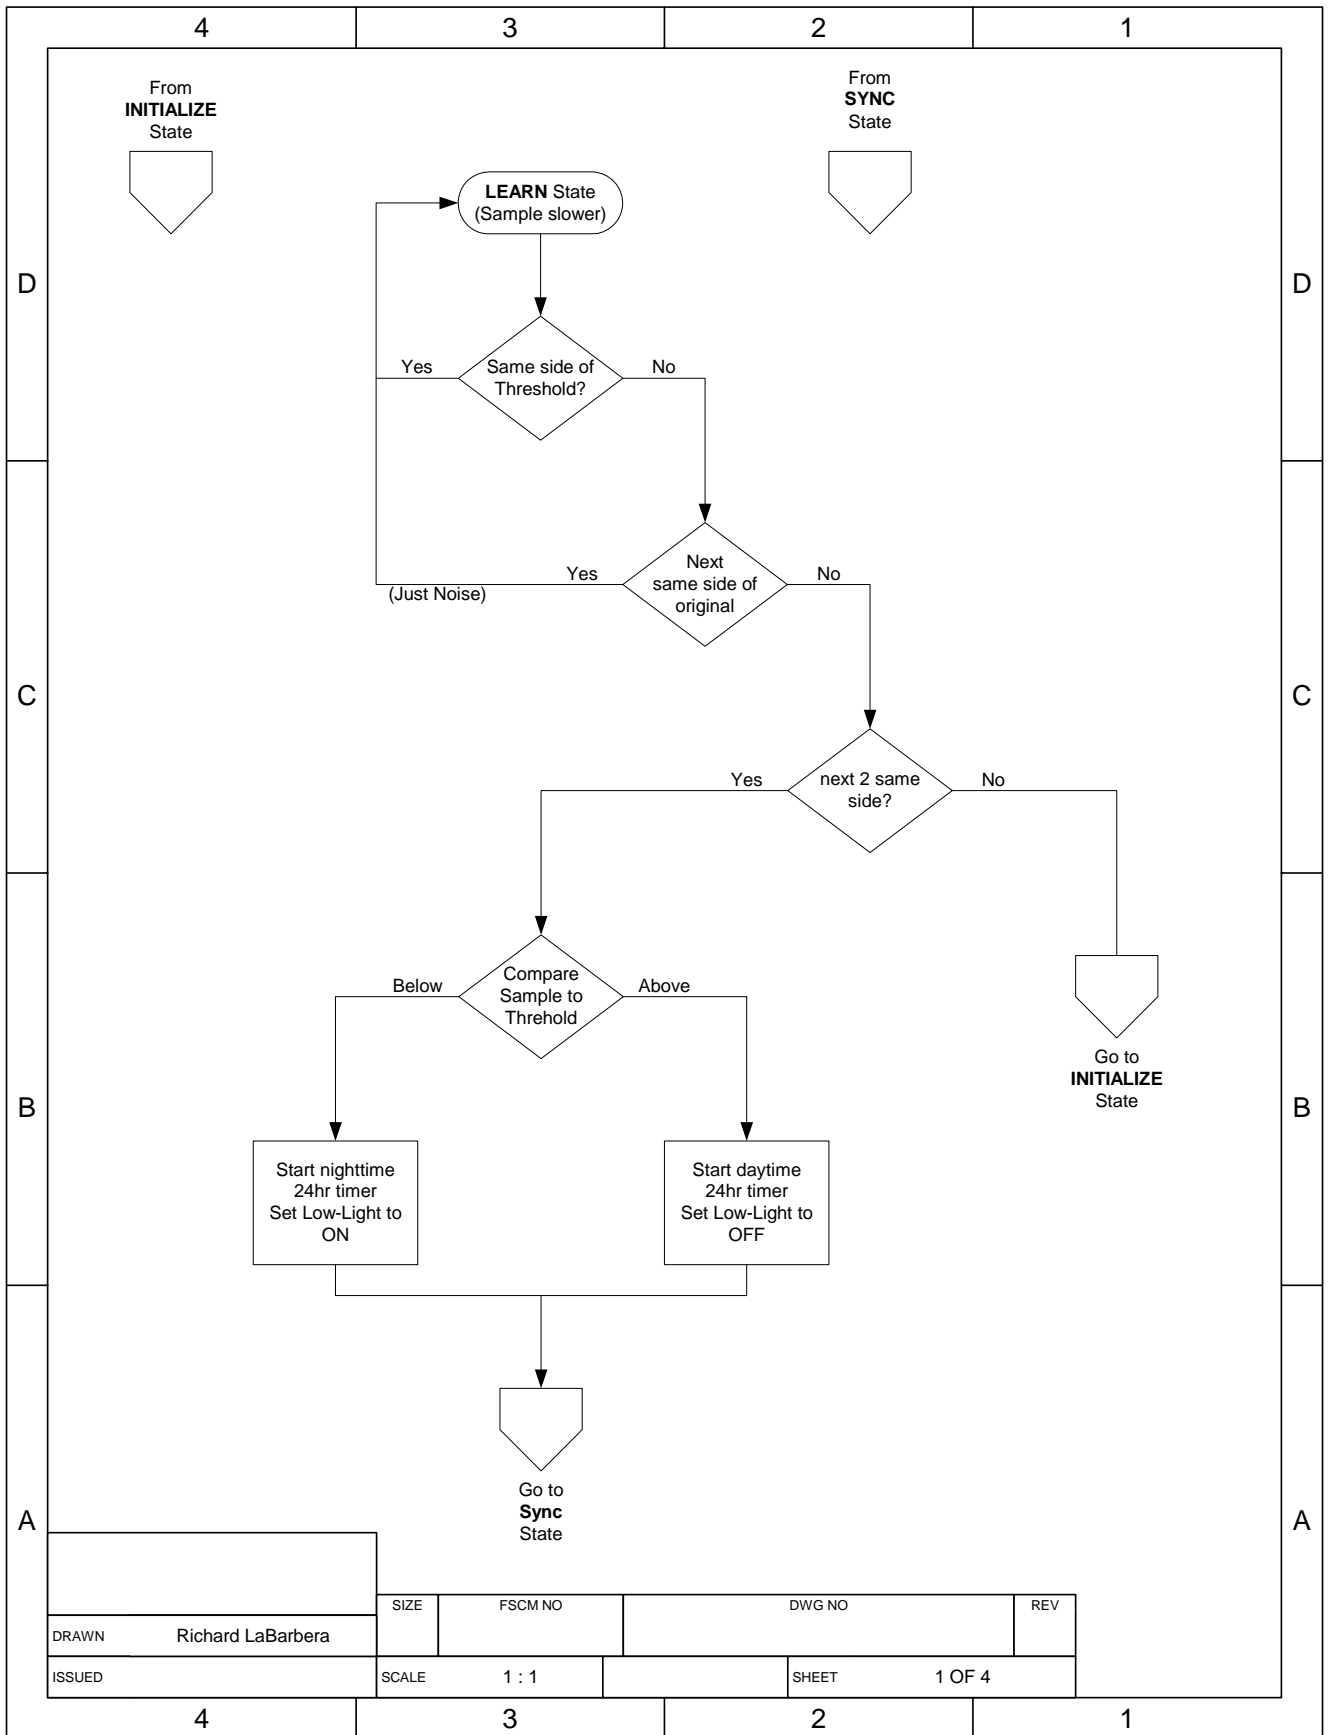 4 3 2 1
From
INITIALIZE
State
From
SYNC
State
LEARN State
(Sample slower)
D
D
Yes
Same side of
Threshold?
No
Next
same side of
original
Yes
No
(Just Noise)
C
C
Yes
next 2 same
side?
No
Compare
Sample to
Threhold
Below
Above
Go to
INITIALIZE
State
B
B
Start nighttime
24hr timer
Set Low-Light to
ON
Start daytime
24hr timer
Set Low-Light to
OFF
Go to
Sync
State
A
A
SIZE FSCM NO DWG NO REV
DRAWN Richard LaBarbera
ISSUED SCALE 1 : 1 SHEET 1 OF 4
4 3 2 1